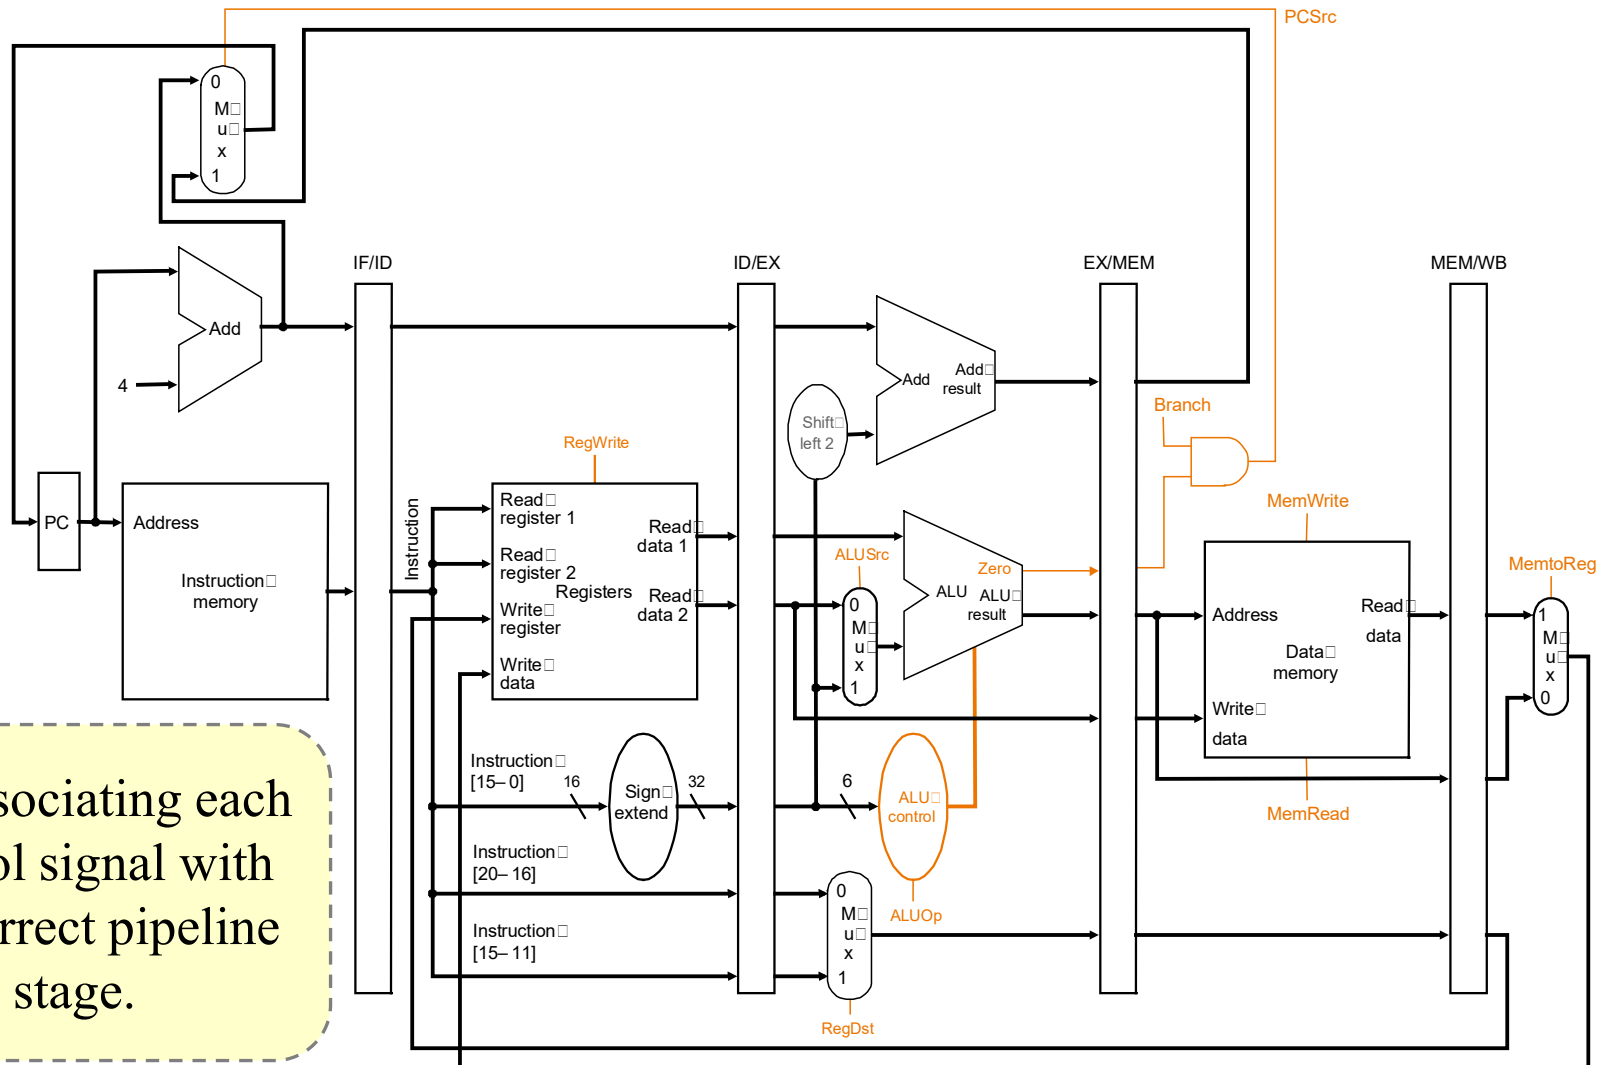 PCSrc
0
M
u
x
1
IF/ID
ID/EX
EX/MEM
MEM/WB
Add
4
Add
Add
result
Shift
left 2
Branch
RegWrite
PC
Address
Instruction
memory
Instruction
Read
register 1
Read
register 2
Registers
Write
register
Write
data
Read
data 1
Read
data 2
ALUSrc
0
M
u
x
1
Zero
ALU
ALU
result
MemWrite
Address
Read
data
Data
memory
Write
data
MemRead
MemtoReg
1
M
u
x
0
Instruction
[15–0]
16
Sign
extend
32
6
ALU
control
ALUOp
Instruction
[20–16]
Instruction
[15–11]
0
M
u
x
1
RegDst
sociating each
ol signal with
rrect pipeline
stage.